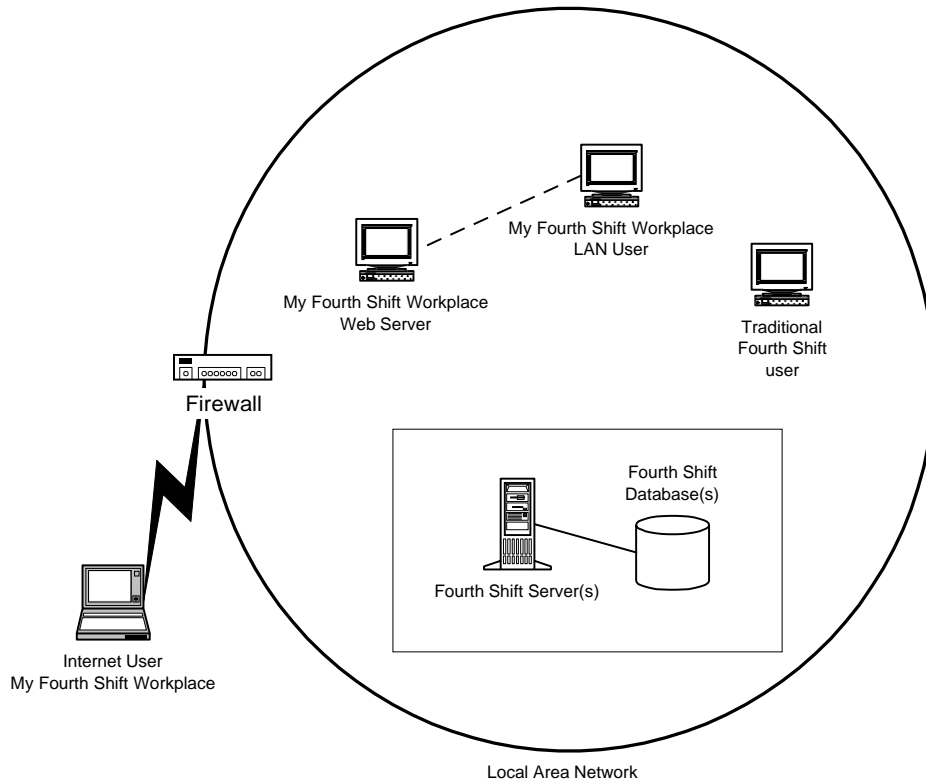 My Fourth Shift Workplace
LAN User
My Fourth Shift Workplace
Web Server
Traditional
Fourth Shift
user
Firewall
Fourth Shift
Database(s)
Fourth Shift Server(s)
Internet User
My Fourth Shift Workplace
Local Area Network